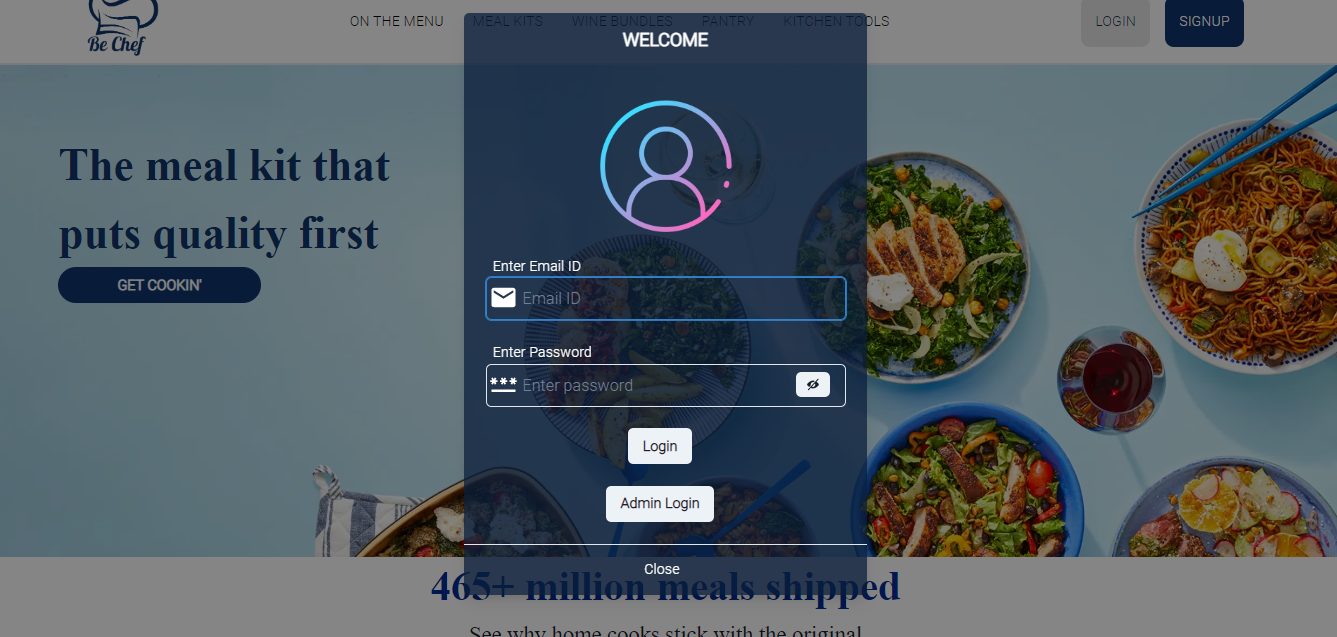 Be Chef
ON THE MENU MEAL KITS WINE BUNDLES PANTRY KITCHEN TOOLS
LOGIN SIGNUP
WELCOME
The meal kit that
puts quality first
GET COOKIN'
Enter Email ID
Email ID
Enter Password
*** Enter password
Login
Admin Login
Close
465+ million meals shipped
See why home cooks stick with the original